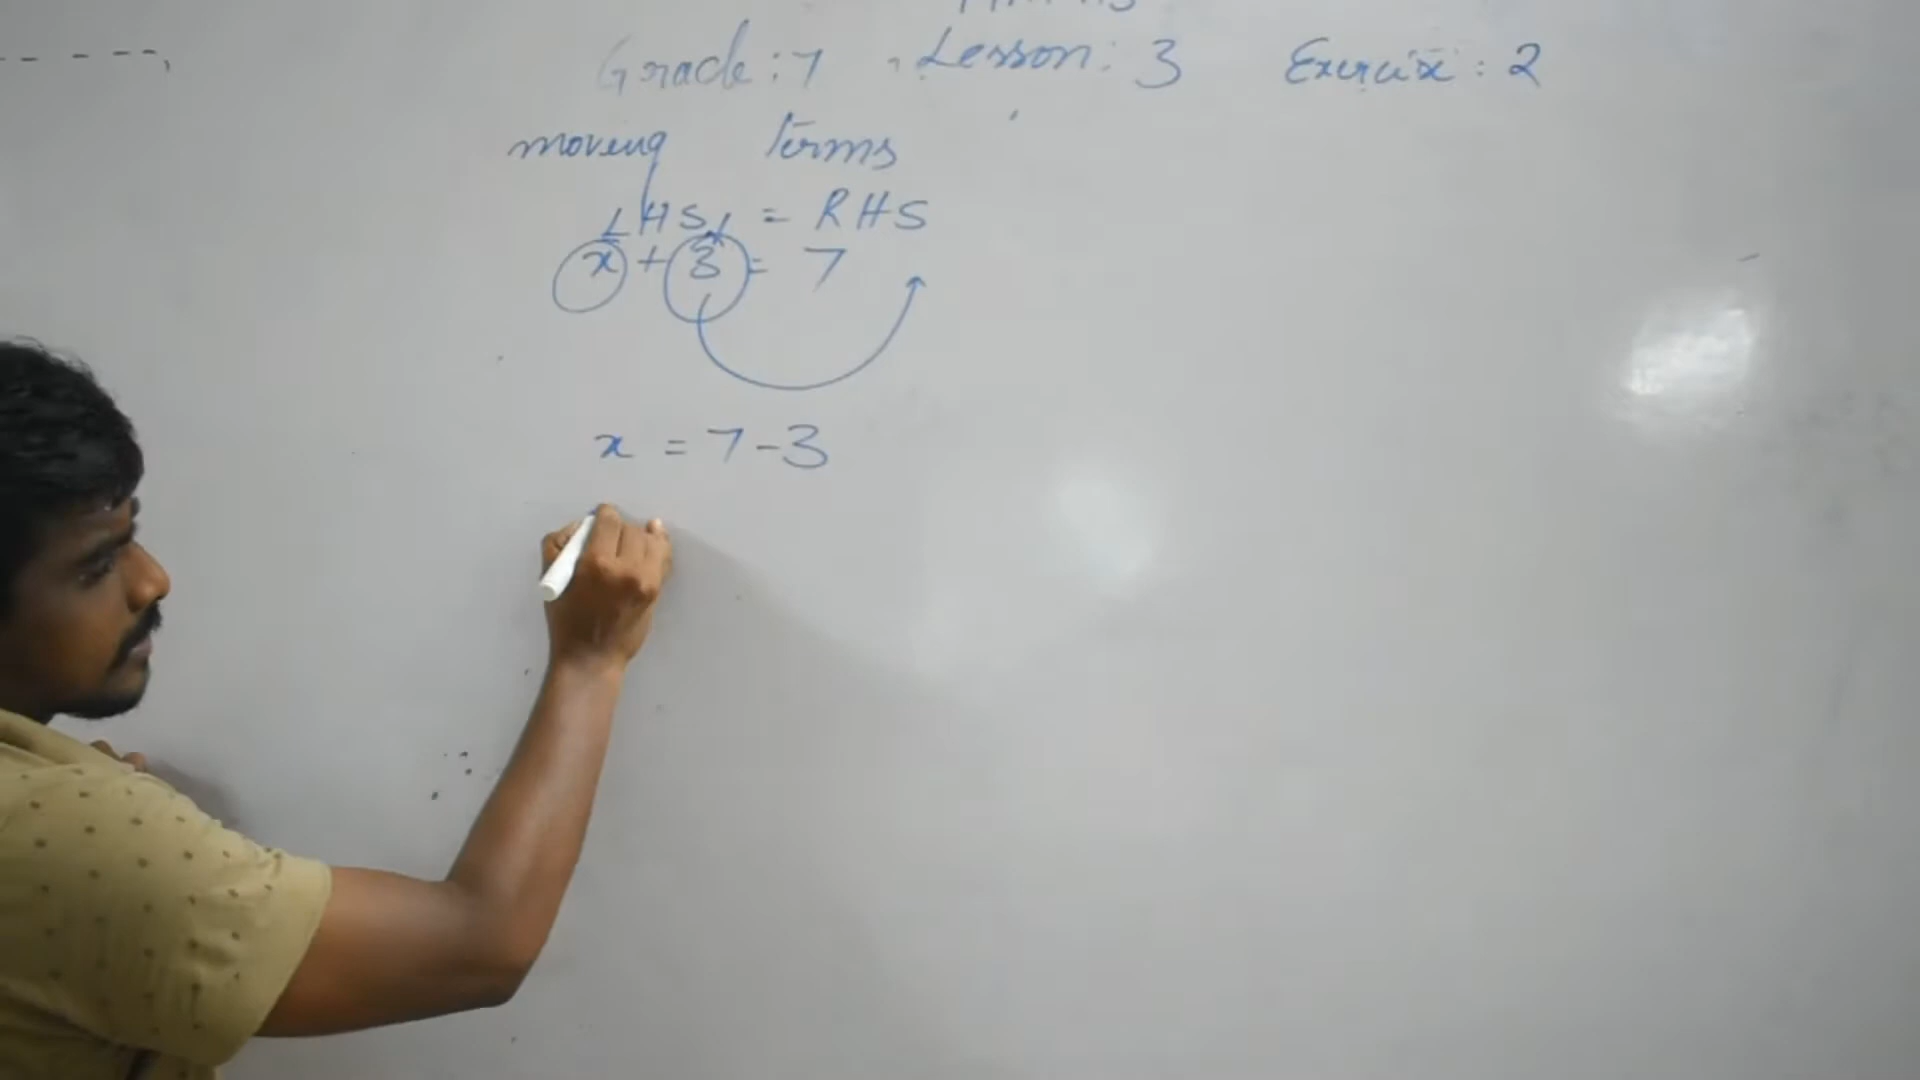 Grade : 7 Lesson : 3 Exercise : 2
moving terms
LHS = RHS
x + 3 = 7
x = 7 - 3